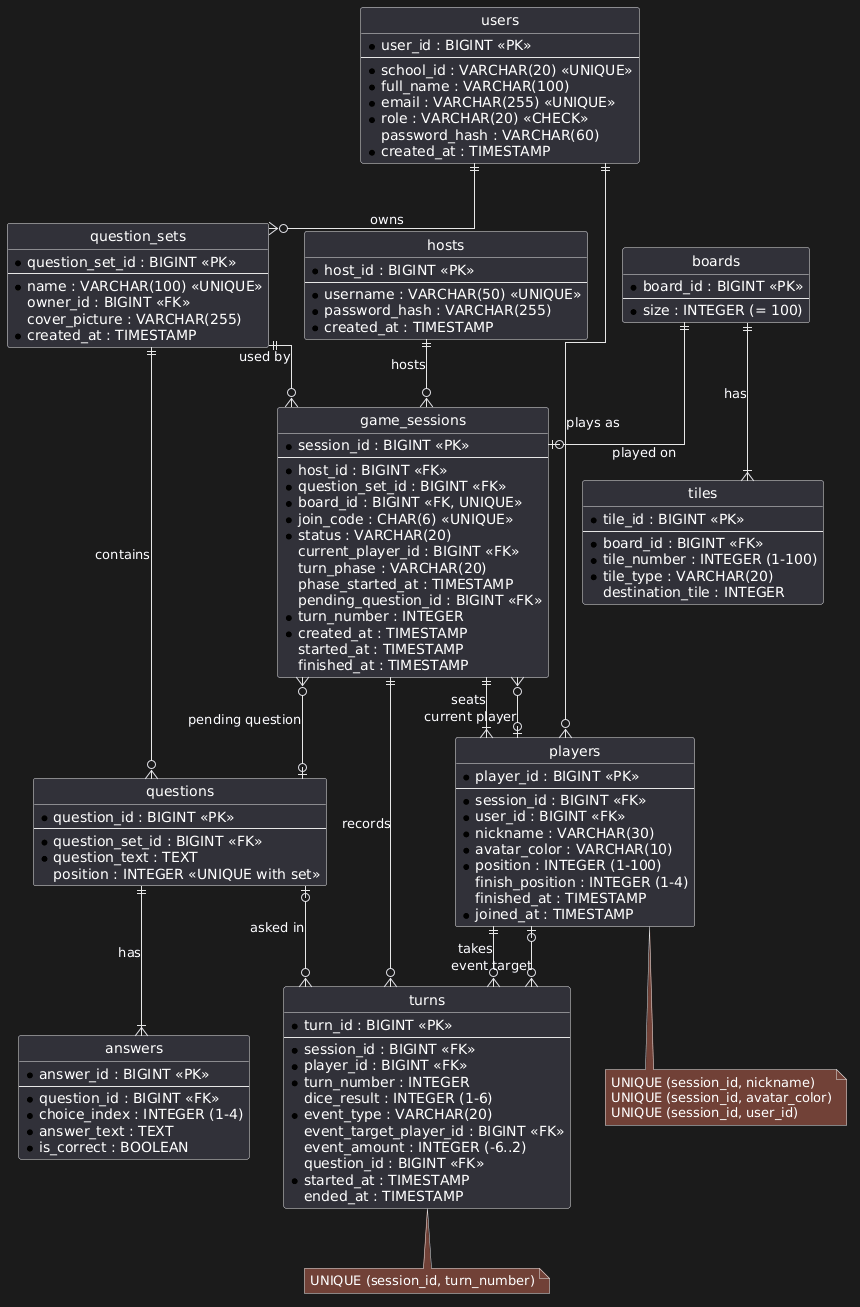 users
user_id : BIGINT «PK»
school_id : VARCHAR(20) «UNIQUE»
full_name : VARCHAR(100)
email : VARCHAR(255) «UNIQUE»
role : VARCHAR(20) «CHECK»
password_hash : VARCHAR(60)
created_at : TIMESTAMP
owns
question_sets
question_set_id : BIGINT «PK»
name : VARCHAR(100) «UNIQUE»
owner_id : BIGINT «FK»
cover_picture : VARCHAR(255)
created_at : TIMESTAMP
hosts
host_id : BIGINT «PK»
username : VARCHAR(50) «UNIQUE»
password_hash : VARCHAR(255)
created_at : TIMESTAMP
boards
board_id : BIGINT «PK»
size : INTEGER (= 100)
used by
hosts
has
plays as
played on
game_sessions
session_id : BIGINT «PK»
host_id : BIGINT «FK»
question_set_id : BIGINT «FK»
board_id : BIGINT «FK, UNIQUE»
join_code : CHAR(6) «UNIQUE»
status : VARCHAR(20)
current_player_id : BIGINT «FK»
turn_phase : VARCHAR(20)
phase_started_at : TIMESTAMP
pending_question_id : BIGINT «FK»
turn_number : INTEGER
created_at : TIMESTAMP
started_at : TIMESTAMP
finished_at : TIMESTAMP
tiles
tile_id : BIGINT «PK»
board_id : BIGINT «FK»
tile_number : INTEGER (1-100)
tile_type : VARCHAR(20)
destination_tile : INTEGER
contains
seats
current player
pending question
players
player_id : BIGINT «PK»
session_id : BIGINT «FK»
user_id : BIGINT «FK»
nickname : VARCHAR(30)
avatar_color : VARCHAR(10)
position : INTEGER (1-100)
finish_position : INTEGER (1-4)
finished_at : TIMESTAMP
joined_at : TIMESTAMP
questions
question_id : BIGINT «PK»
question_set_id : BIGINT «FK»
question_text : TEXT
position : INTEGER «UNIQUE with set»
records
asked in
has
takes
event target
turns
turn_id : BIGINT «PK»
session_id : BIGINT «FK»
player_id : BIGINT «FK»
turn_number : INTEGER
dice_result : INTEGER (1-6)
event_type : VARCHAR(20)
event_target_player_id : BIGINT «FK»
event_amount : INTEGER (-6..2)
question_id : BIGINT «FK»
started_at : TIMESTAMP
ended_at : TIMESTAMP
answers
answer_id : BIGINT «PK»
question_id : BIGINT «FK»
choice_index : INTEGER (1-4)
answer_text : TEXT
is_correct : BOOLEAN
UNIQUE (session_id, nickname)
UNIQUE (session_id, avatar_color)
UNIQUE (session_id, user_id)
UNIQUE (session_id, turn_number)